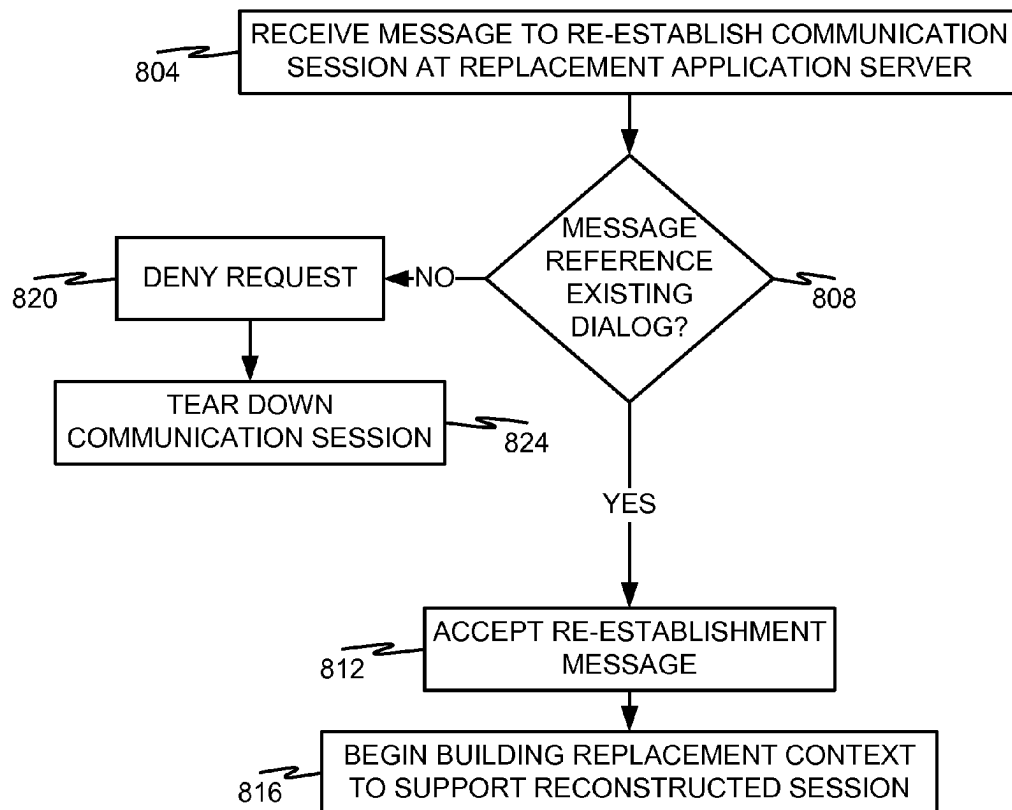 RECEIVE MESSAGE TO RE-ESTABLISH COMMUNICATION
SESSION AT REPLACEMENT APPLICATION SERVER
804
MESSAGE
REFERENCE
EXISTING
DIALOG?
808
NO
DENY REQUEST
820
TEAR DOWN
COMMUNICATION SESSION
824
YES
ACCEPT RE-ESTABLISHMENT
MESSAGE
812
BEGIN BUILDING REPLACEMENT CONTEXT
TO SUPPORT RECONSTRUCTED SESSION
816